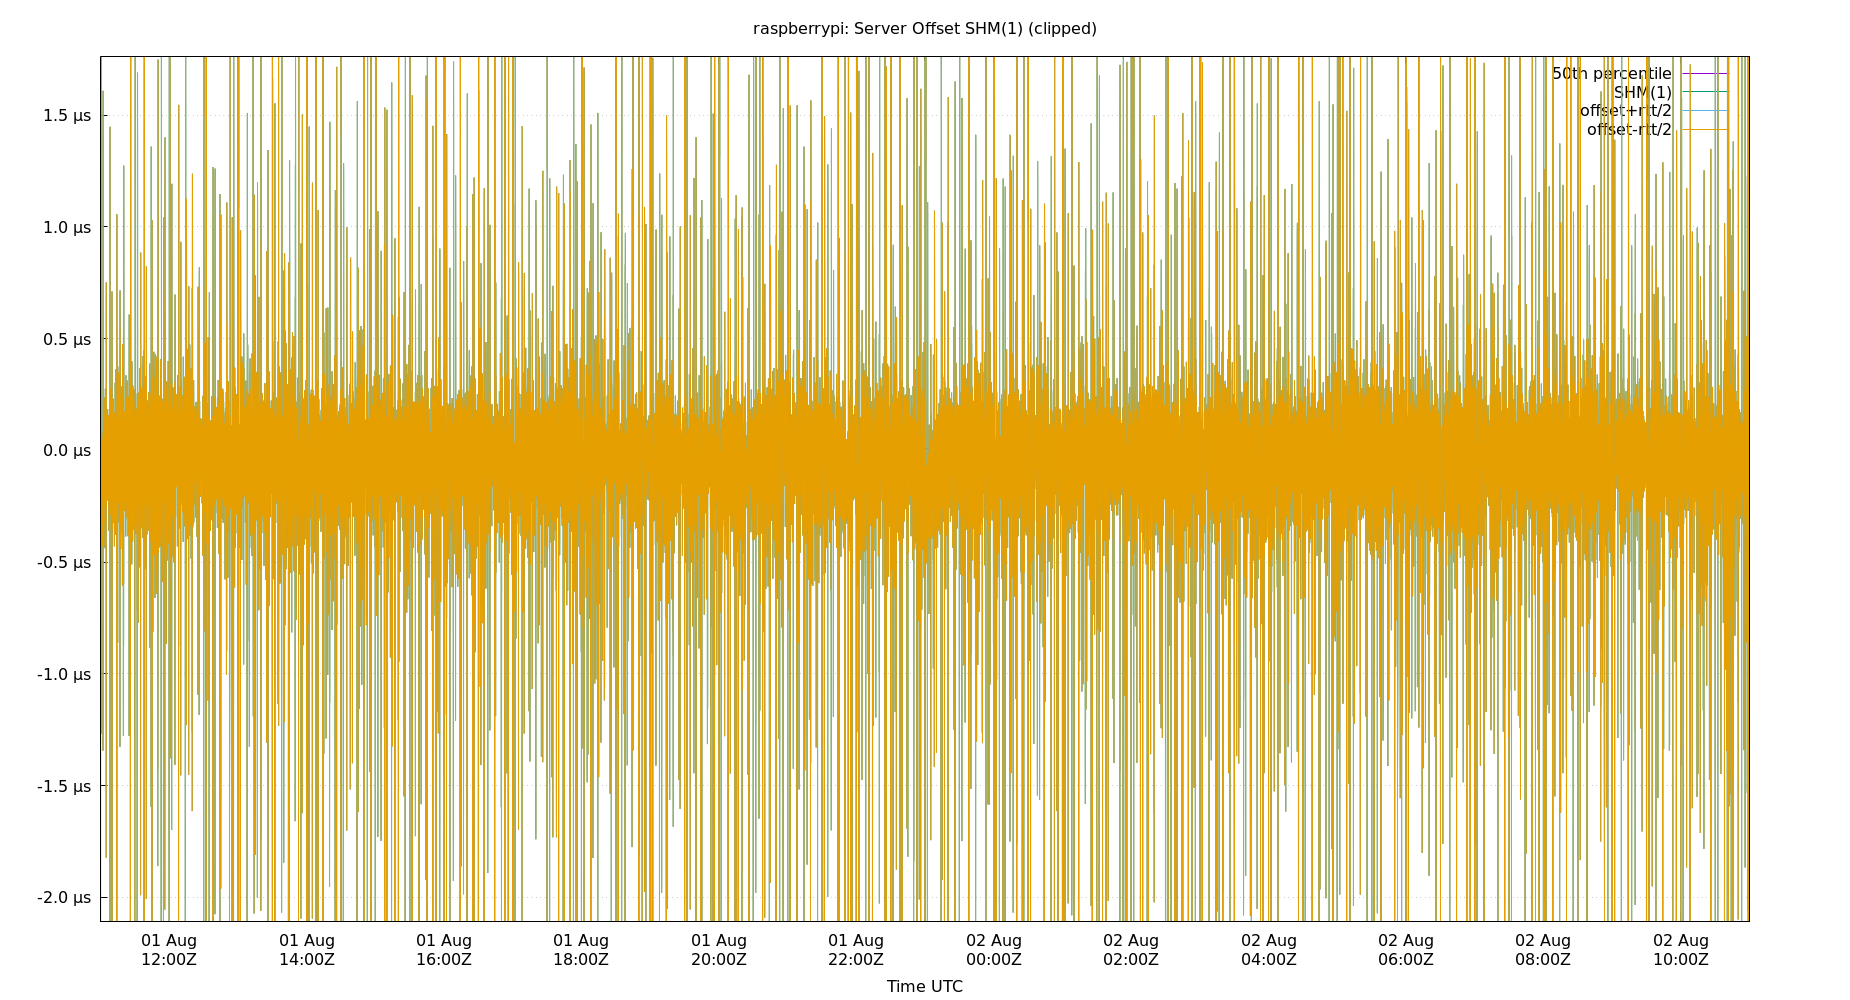 raspberrypi: Server Offset SHM(1) (clipped)
50th percentile
SHM(1)
offset+rtt/2
offset-rtt/2
1.5 µs
1.0 µs
0.5 µs
0.0 µs
-0.5 µs
-1.0 µs
-1.5 µs
-2.0 µs
01 Aug 01 Aug 01 Aug 01 Aug 01 Aug 01 Aug 02 Aug 02 Aug 02 Aug 02 Aug 02 Aug 02 Aug
12:00Z 14:00Z 16:00Z 18:00Z 20:00Z 22:00Z 00:00Z 02:00Z 04:00Z 06:00Z 08:00Z 10:00Z
Time UTC